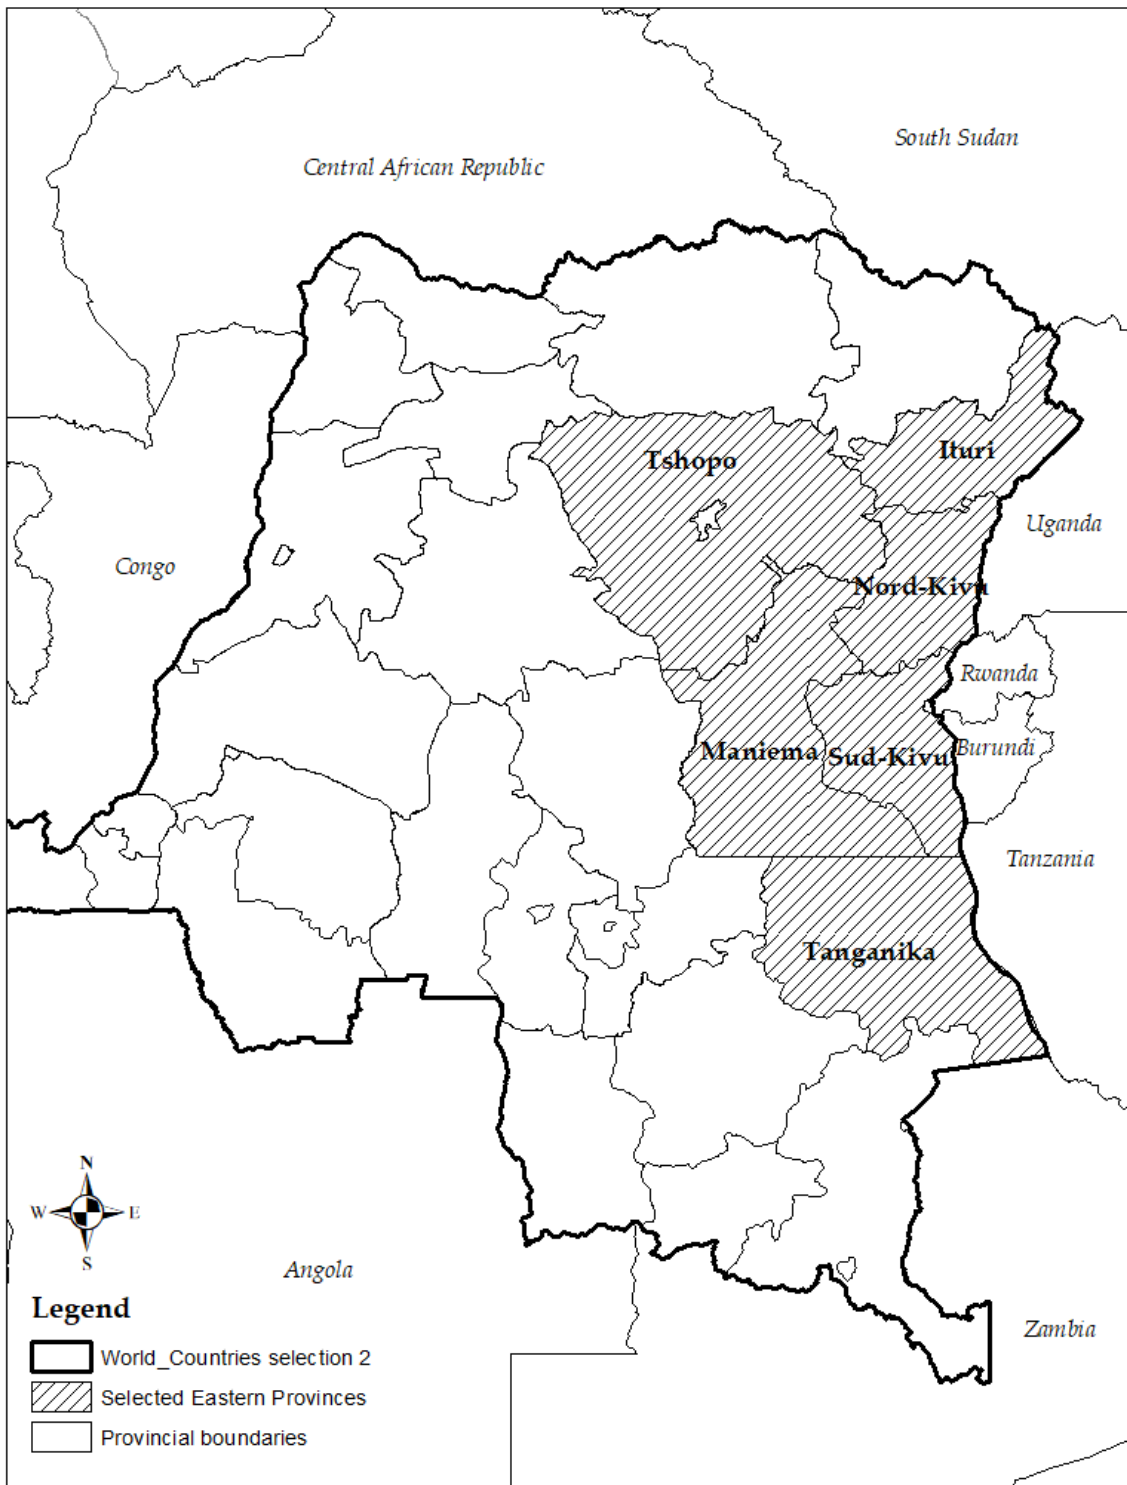 South Sudan
Central African Republic
Tshopo
Ituri
Uganda
Congo
Nord-Kivu
Rwanda
Maniema
Sud-Kivu
Burundi
Tanzania
Tanganika
N
W
E
S
Angola
Legend
Zambia
World_Countries selection 2
Selected Eastern Provinces
Provincial boundaries